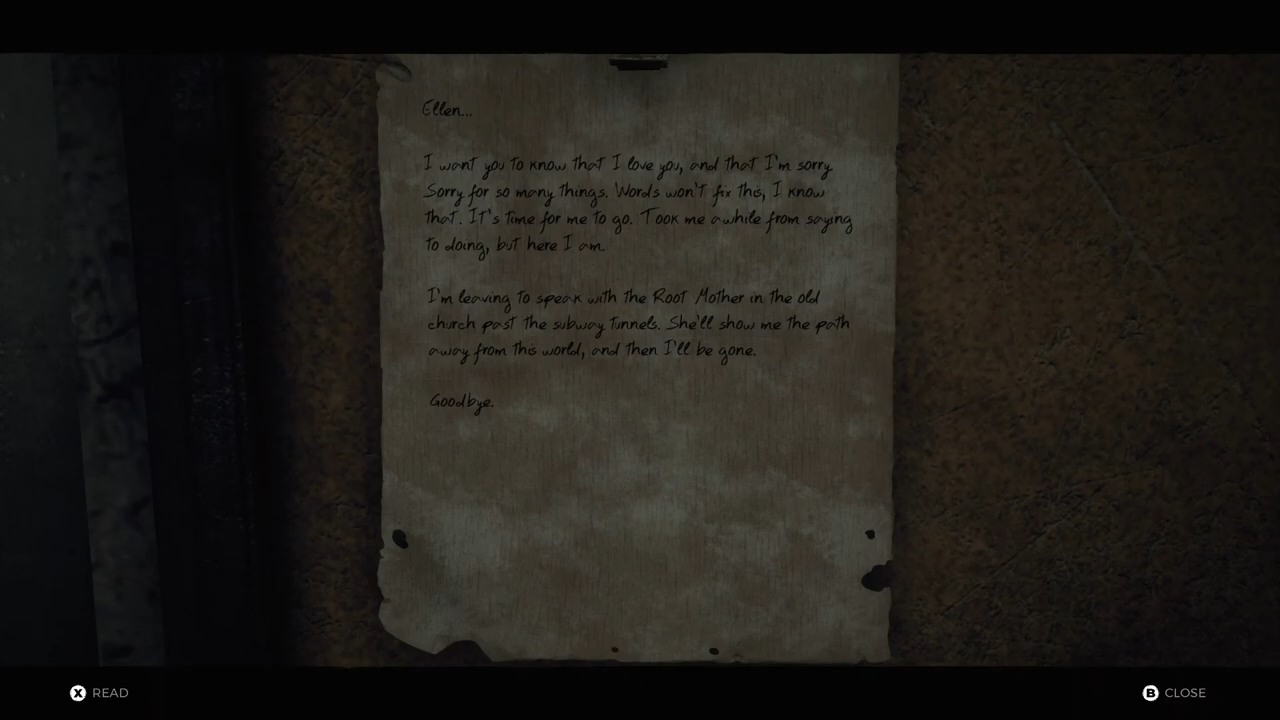 Ellen...
I want you to know that I love you, and that I'm sorry
Sorry for so many things. Words won't fix this, I know
that. It's time for me to go. Took me awhile from saying
to doing, but here I am.
I'm leaving to speak with the Root Mother in the old
church past the subway tunnels. She'll show me the path
away from this world, and then I'll be gone.
Goodbye.
X READ
B CLOSE